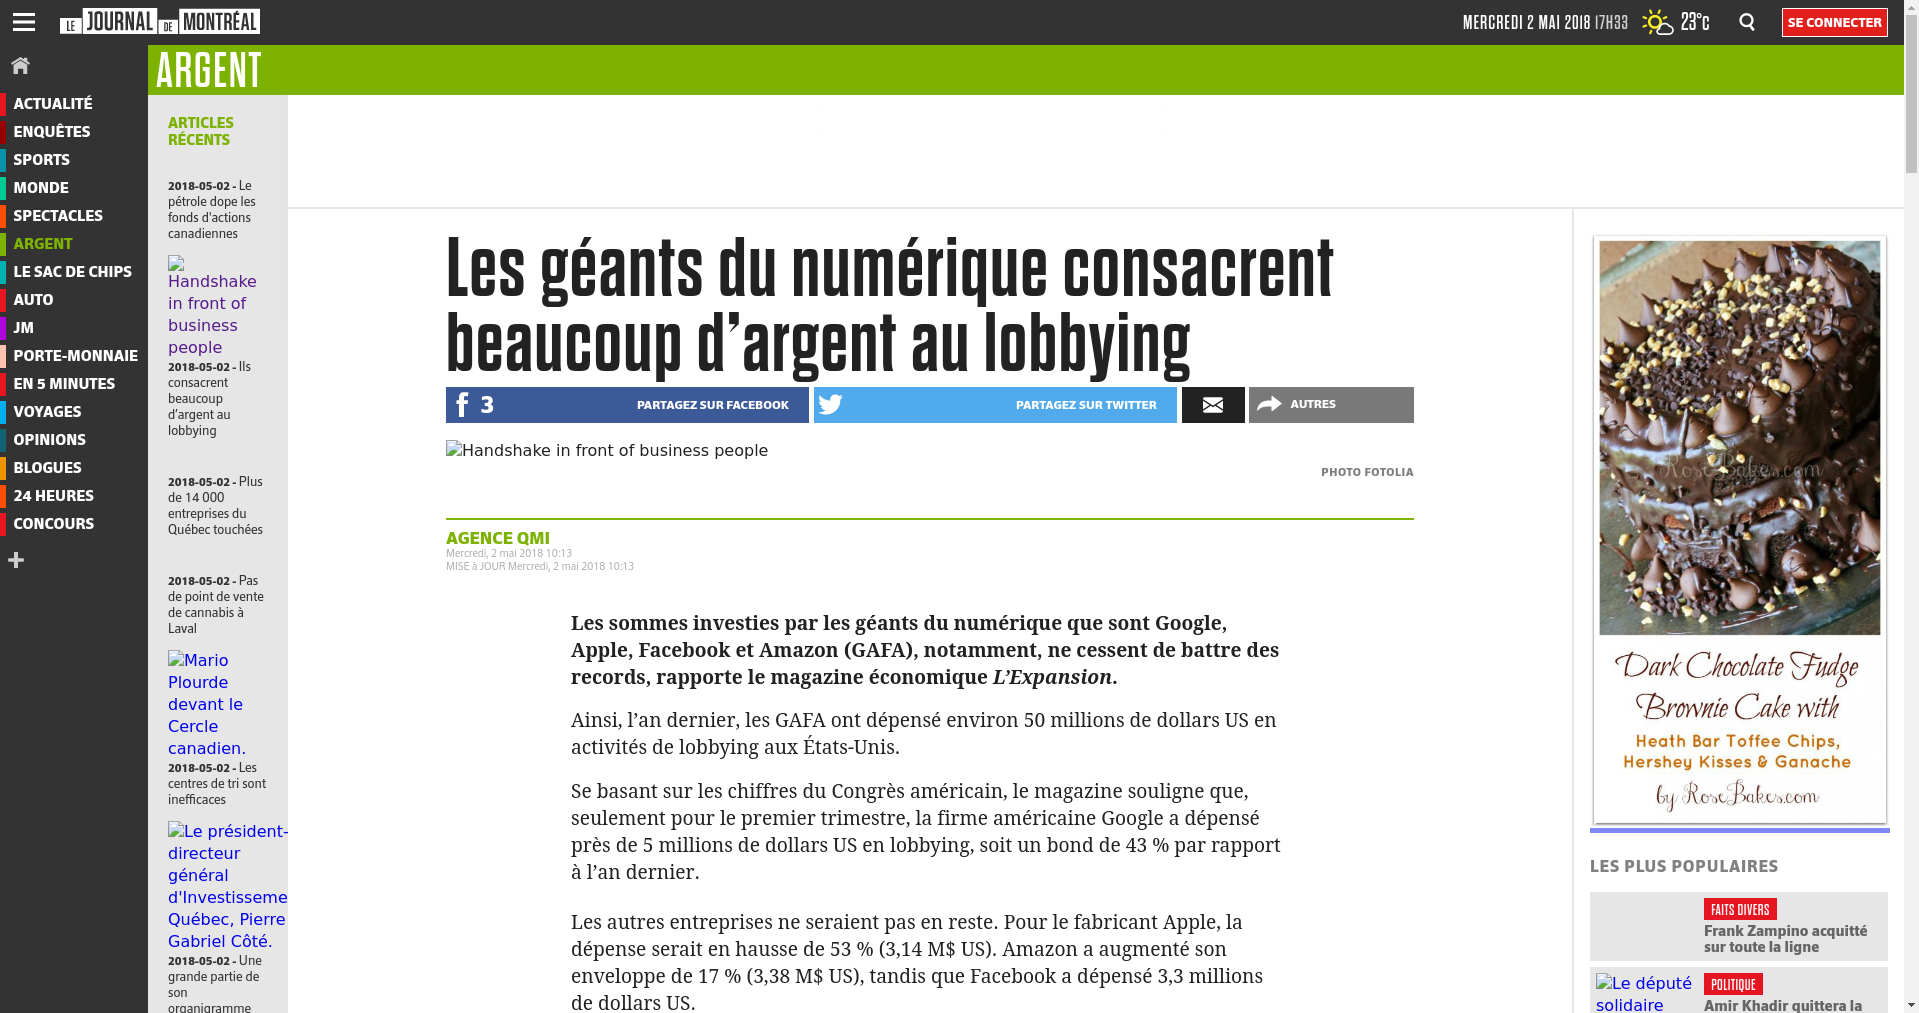 LE JOURNAL DE MONTRÉAL
MERCREDI 2 MAI 2018 17H33
23°C
SE CONNECTER
ARGENT
ACTUALITÉ
ENQUÊTES
SPORTS
MONDE
SPECTACLES
ARGENT
LE SAC DE CHIPS
AUTO
JM
PORTE-MONNAIE
EN 5 MINUTES
VOYAGES
OPINIONS
BLOGUES
24 HEURES
CONCOURS
ARTICLES
RÉCENTS
2018-05-02 - Le
pétrole dope les
fonds d'actions
canadiennes
Handshake
in front of
business
people
2018-05-02 - Ils
consacrent
beaucoup
d'argent au
lobbying
2018-05-02 - Plus
de 14 000
entreprises du
Québec touchées
2018-05-02 - Pas
de point de vente
de cannabis à
Laval
Mario
Plourde
devant le
Cercle
canadien.
2018-05-02 - Les
centres de tri sont
inefficaces
Le président-
directeur
général
d'Investisseme
Québec, Pierre
Gabriel Côté.
2018-05-02 - Une
grande partie de
son
organigramme
Les géants du numérique consacrent
beaucoup d’argent au lobbying
3
PARTAGEZ SUR FACEBOOK
PARTAGEZ SUR TWITTER
AUTRES
Handshake in front of business people
PHOTO FOTOLIA
AGENCE QMI
Mercredi, 2 mai 2018 10:13
MISE à JOUR Mercredi, 2 mai 2018 10:13
Les sommes investies par les géants du numérique que sont Google,
Apple, Facebook et Amazon (GAFA), notamment, ne cessent de battre des
records, rapporte le magazine économique L’Expansion.
Ainsi, l’an dernier, les GAFA ont dépensé environ 50 millions de dollars US en
activités de lobbying aux États-Unis.
Se basant sur les chiffres du Congrès américain, le magazine souligne que,
seulement pour le premier trimestre, la firme américaine Google a dépensé
près de 5 millions de dollars US en lobbying, soit un bond de 43 % par rapport
à l’an dernier.
Les autres entreprises ne seraient pas en reste. Pour le fabricant Apple, la
dépense serait en hausse de 53 % (3,14 M$ US). Amazon a augmenté son
enveloppe de 17 % (3,38 M$ US), tandis que Facebook a dépensé 3,3 millions
de dollars US.
RoseBakes.com
Dark Chocolate Fudge
Brownie Cake with
Heath Bar Toffee Chips,
Hershey Kisses & Ganache
by RoseBakes.com
LES PLUS POPULAIRES
FAITS DIVERS
Frank Zampino acquitté
sur toute la ligne
Le député
solidaire
POLITIQUE
Amir Khadir quittera la